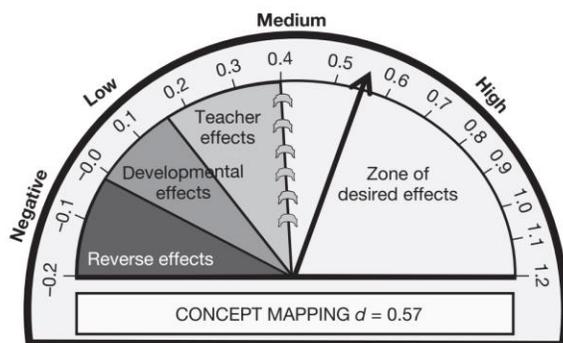 Medium
Low
High
Negative
-0.2
-0.1
-0.0
0.1
0.2
0.3
0.4
0.5
0.6
0.7
0.8
0.9
1.0
1.1
1.2
Teacher
effects
Developmental
effects
Zone of
desired effects
Reverse effects
CONCEPT MAPPING d = 0.57